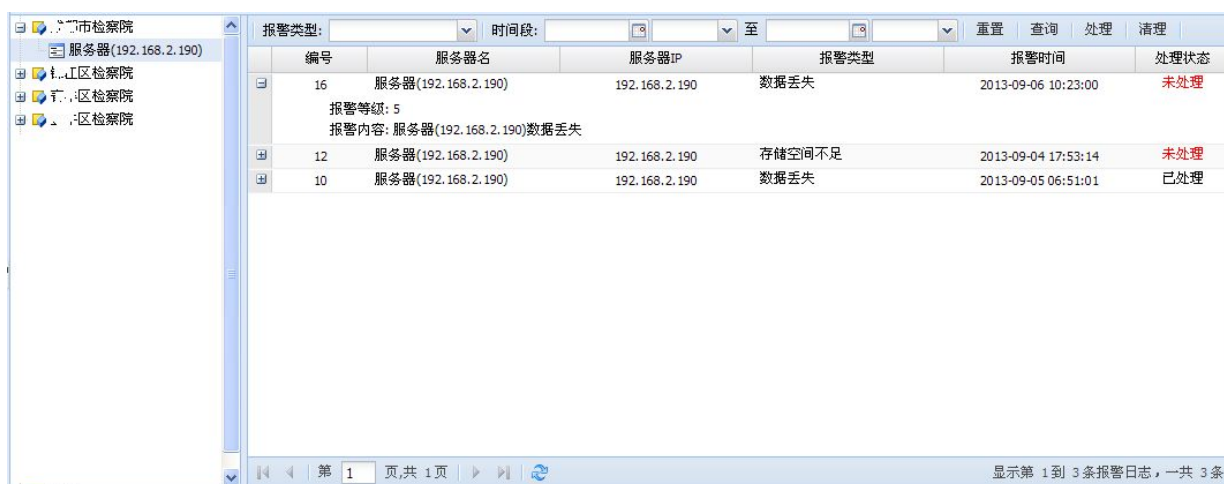 市检察院
服务器(192.168.2.190)
区检察院
区检察院
区检察院
报警类型: 时间段: 至 重置 查询 处理 清理
编号 服务器名 服务器IP 报警类型 报警时间 处理状态
16 服务器(192.168.2.190) 192.168.2.190 数据丢失 2013-09-06 10:23:00 未处理
报警等级: 5
报警内容: 服务器(192.168.2.190)数据丢失
12 服务器(192.168.2.190) 192.168.2.190 存储空间不足 2013-09-04 17:53:14 未处理
10 服务器(192.168.2.190) 192.168.2.190 数据丢失 2013-09-05 06:51:01 已处理
第 1 页,共 1页 显示第 1到 3条报警日志，一共 3条